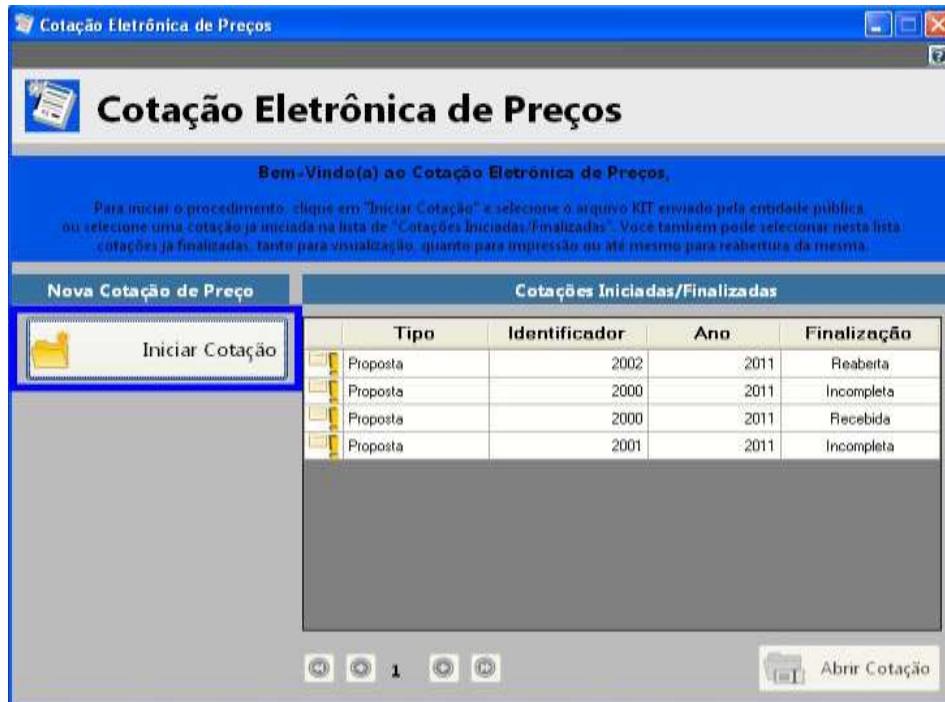 Cotação Eletrônica de Preços
Cotação Eletrônica de Preços
Bem-Vindo(a) ao Cotação Eletrônica de Preços,
Para iniciar o procedimento, clique em "Iniciar Cotação" e selecione o arquivo KIT enviado pela entidade pública,
ou selecione uma cotação ja iniciada na lista de "Cotações Iniciadas/Finalizadas". Você também pode selecionar nesta lista
cotações ja finalizadas, tanto para visualização, quanto para impressão ou até mesmo para reabertura da mesma.
Nova Cotação de Preço
Cotações Iniciadas/Finalizadas
Iniciar Cotação
Tipo Identificador Ano Finalização
Proposta 2002 2011 Reaberta
Proposta 2000 2011 Incompleta
Proposta 2000 2011 Recebida
Proposta 2001 2011 Incompleta
1
Abrir Cotação